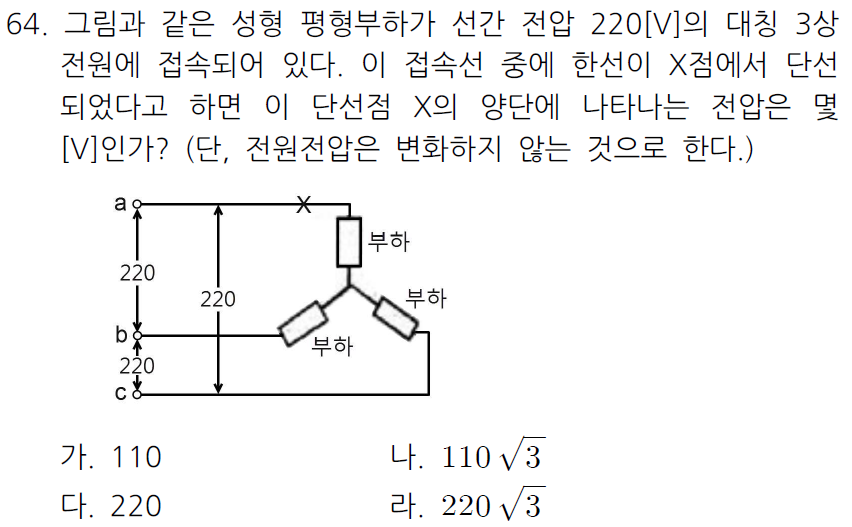 64. 그림과 같은 성형 평형부하가 선간 전압 220[V]의 대칭 3상
전원에 접속되어 있다. 이 접속선 중에 한선이 X점에서 단선
되었다고 하면 이 단선점 X의 양단에 나타나는 전압은 몇
[V]인가? (단, 전원전압은 변화하지 않는 것으로 한다.)
a
X
부하
220
220
부하
b
부하
220
c
가. 110
나. 110√3
다. 220
라. 220√3